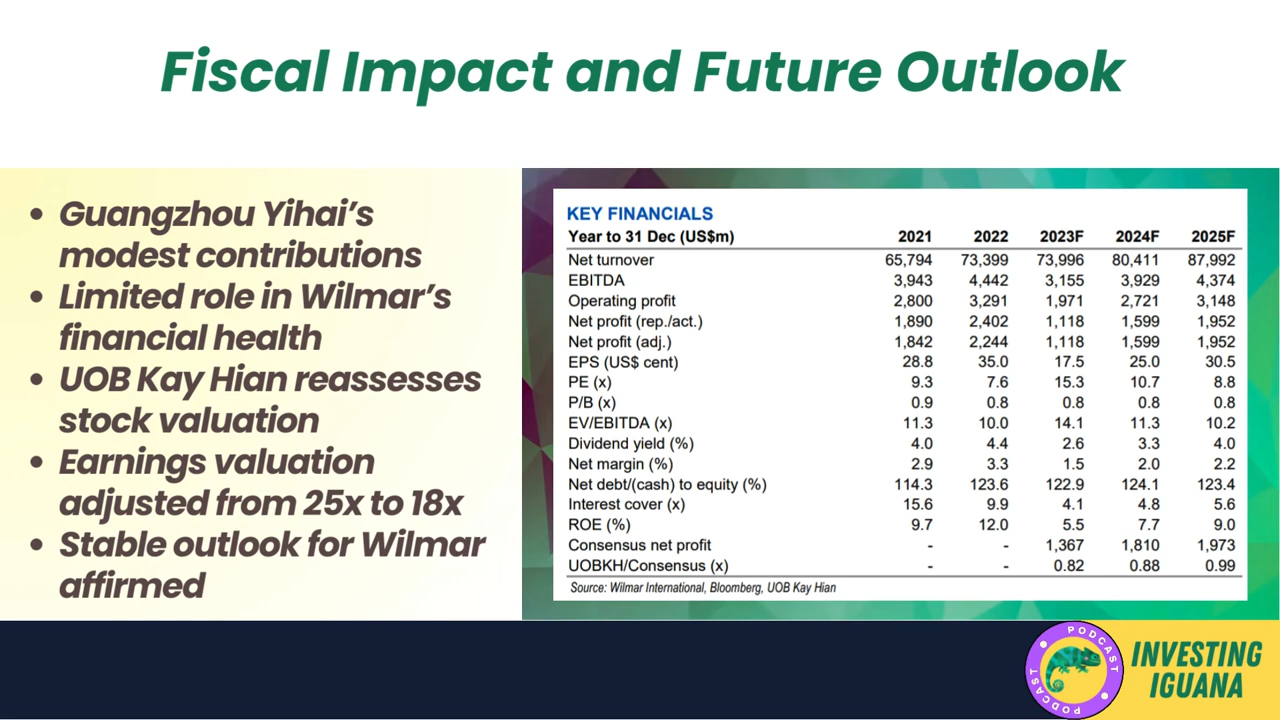 Fiscal Impact and Future Outlook
• Guangzhou Yihai’s
modest contributions
• Limited role in Wilmar’s
financial health
• UOB Kay Hian reassesses
stock valuation
• Earnings valuation
adjusted from 25x to 18x
• Stable outlook for Wilmar
affirmed
KEY FINANCIALS
Year to 31 Dec (US$m) 2021 2022 2023F 2024F 2025F
Net turnover 65,794 73,399 73,996 80,411 87,992
EBITDA 3,943 4,442 3,155 3,929 4,374
Operating profit 2,800 3,291 1,971 2,721 3,148
Net profit (rep./act.) 1,890 2,402 1,118 1,599 1,952
Net profit (adj.) 1,842 2,244 1,118 1,599 1,952
EPS (US$ cent) 28.8 35.0 17.5 25.0 30.5
PE (x) 9.3 7.6 15.3 10.7 8.8
P/B (x) 0.9 0.8 0.8 0.8 0.8
EV/EBITDA (x) 11.3 10.0 14.1 11.3 10.2
Dividend yield (%) 4.0 4.4 2.6 3.3 4.0
Net margin (%) 2.9 3.3 1.5 2.0 2.2
Net debt/(cash) to equity (%) 114.3 123.6 122.9 124.1 123.4
Interest cover (x) 15.6 9.9 4.1 4.8 5.6
ROE (%) 9.7 12.0 5.5 7.7 9.0
Consensus net profit - - 1,367 1,810 1,973
UOBKH/Consensus (x) - - 0.82 0.88 0.99
Source: Wilmar International, Bloomberg, UOB Kay Hian
PODCAST
PODCAST
INVESTING
IGUANA